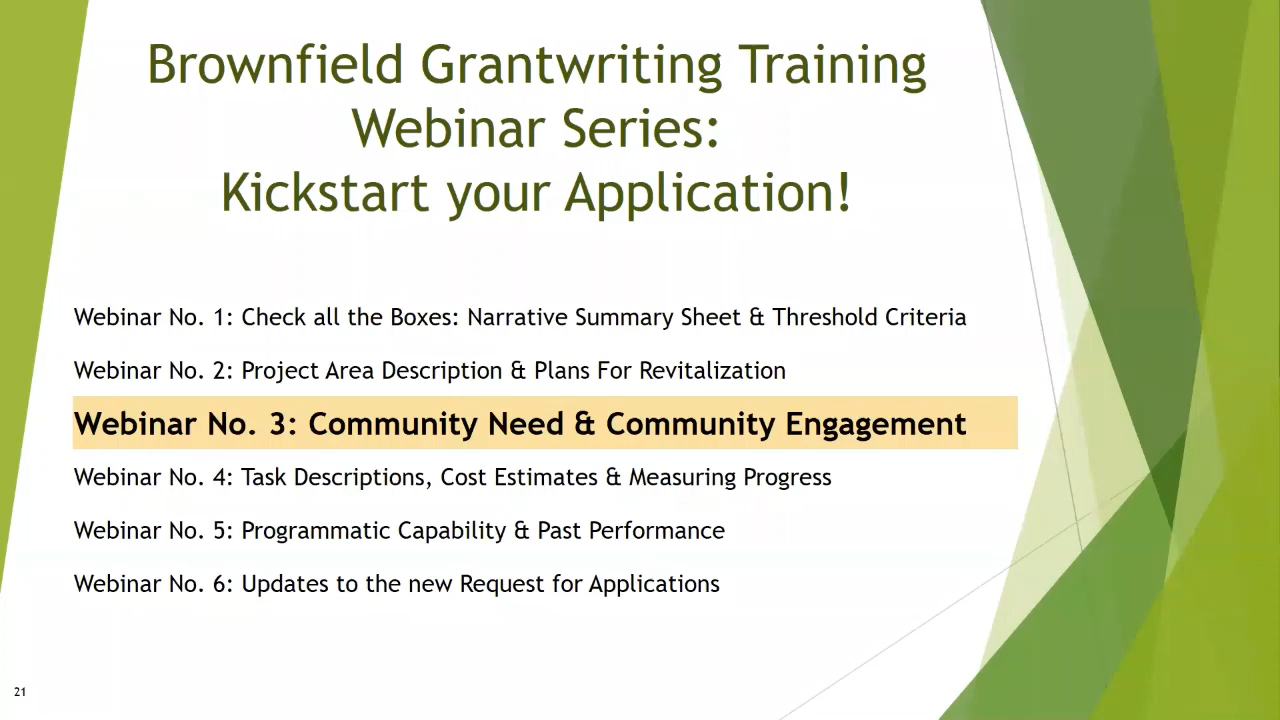 Brownfield Grantwriting Training
Webinar Series:
Kickstart your Application!
Webinar No. 1: Check all the Boxes: Narrative Summary Sheet & Threshold Criteria
Webinar No. 2: Project Area Description & Plans For Revitalization
Webinar No. 3: Community Need & Community Engagement
Webinar No. 4: Task Descriptions, Cost Estimates & Measuring Progress
Webinar No. 5: Programmatic Capability & Past Performance
Webinar No. 6: Updates to the new Request for Applications
21